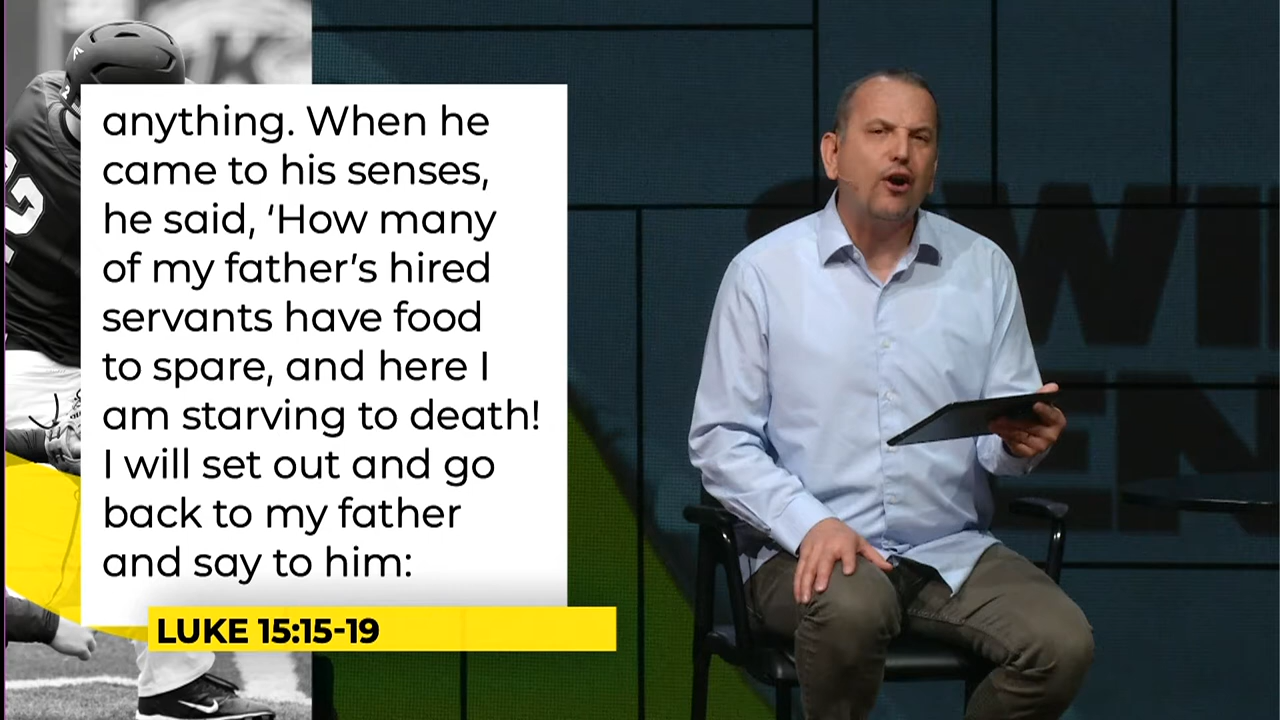 anything. When he
came to his senses,
he said, ‘How many
of my father’s hired
servants have food
to spare, and here I
am starving to death!
I will set out and go
back to my father
and say to him:
LUKE 15:15-19
K
2